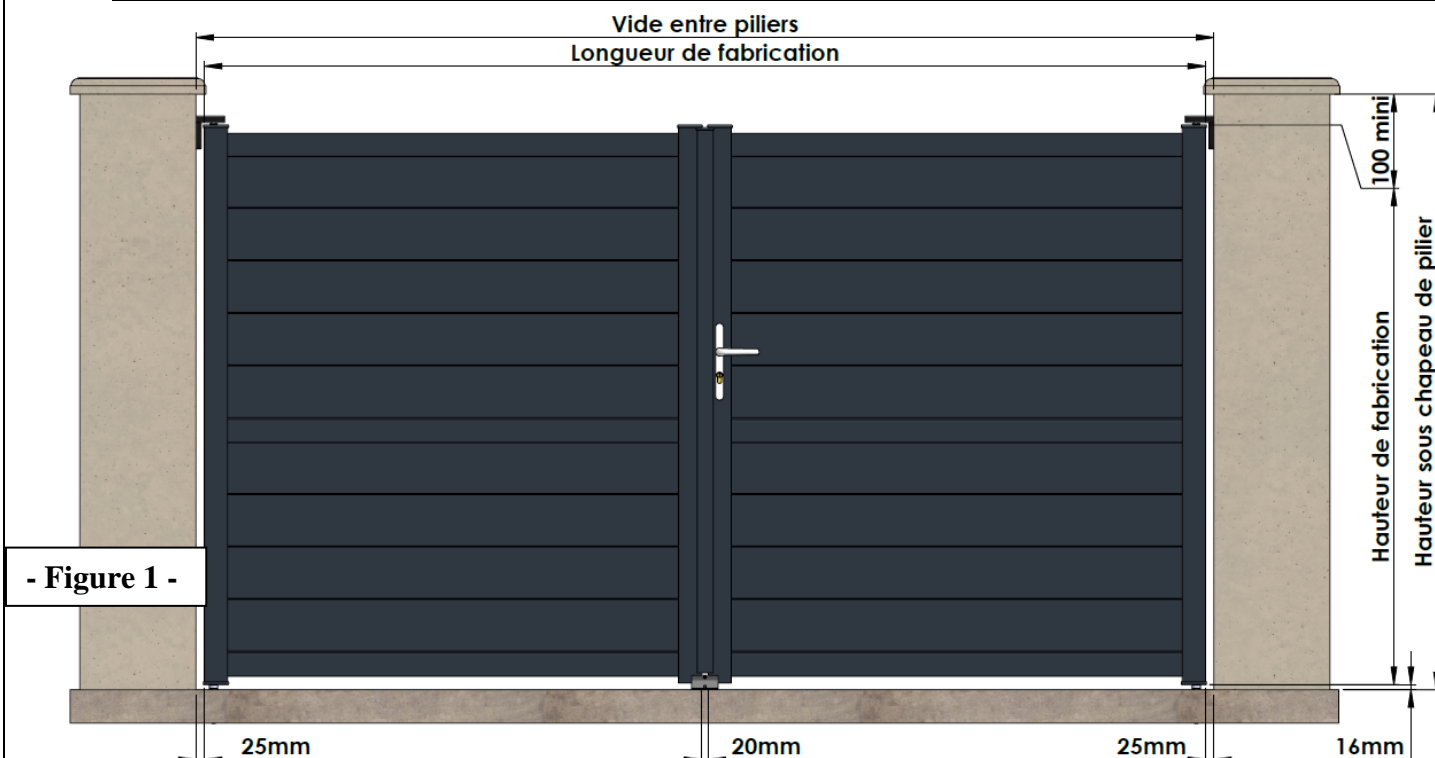 Vide entre piliers
Longueur de fabrication
100 mini
Hauteur de fabrication
Hauteur sous chapeau de pilier
- Figure 1 -
25mm
20mm
25mm
16mm